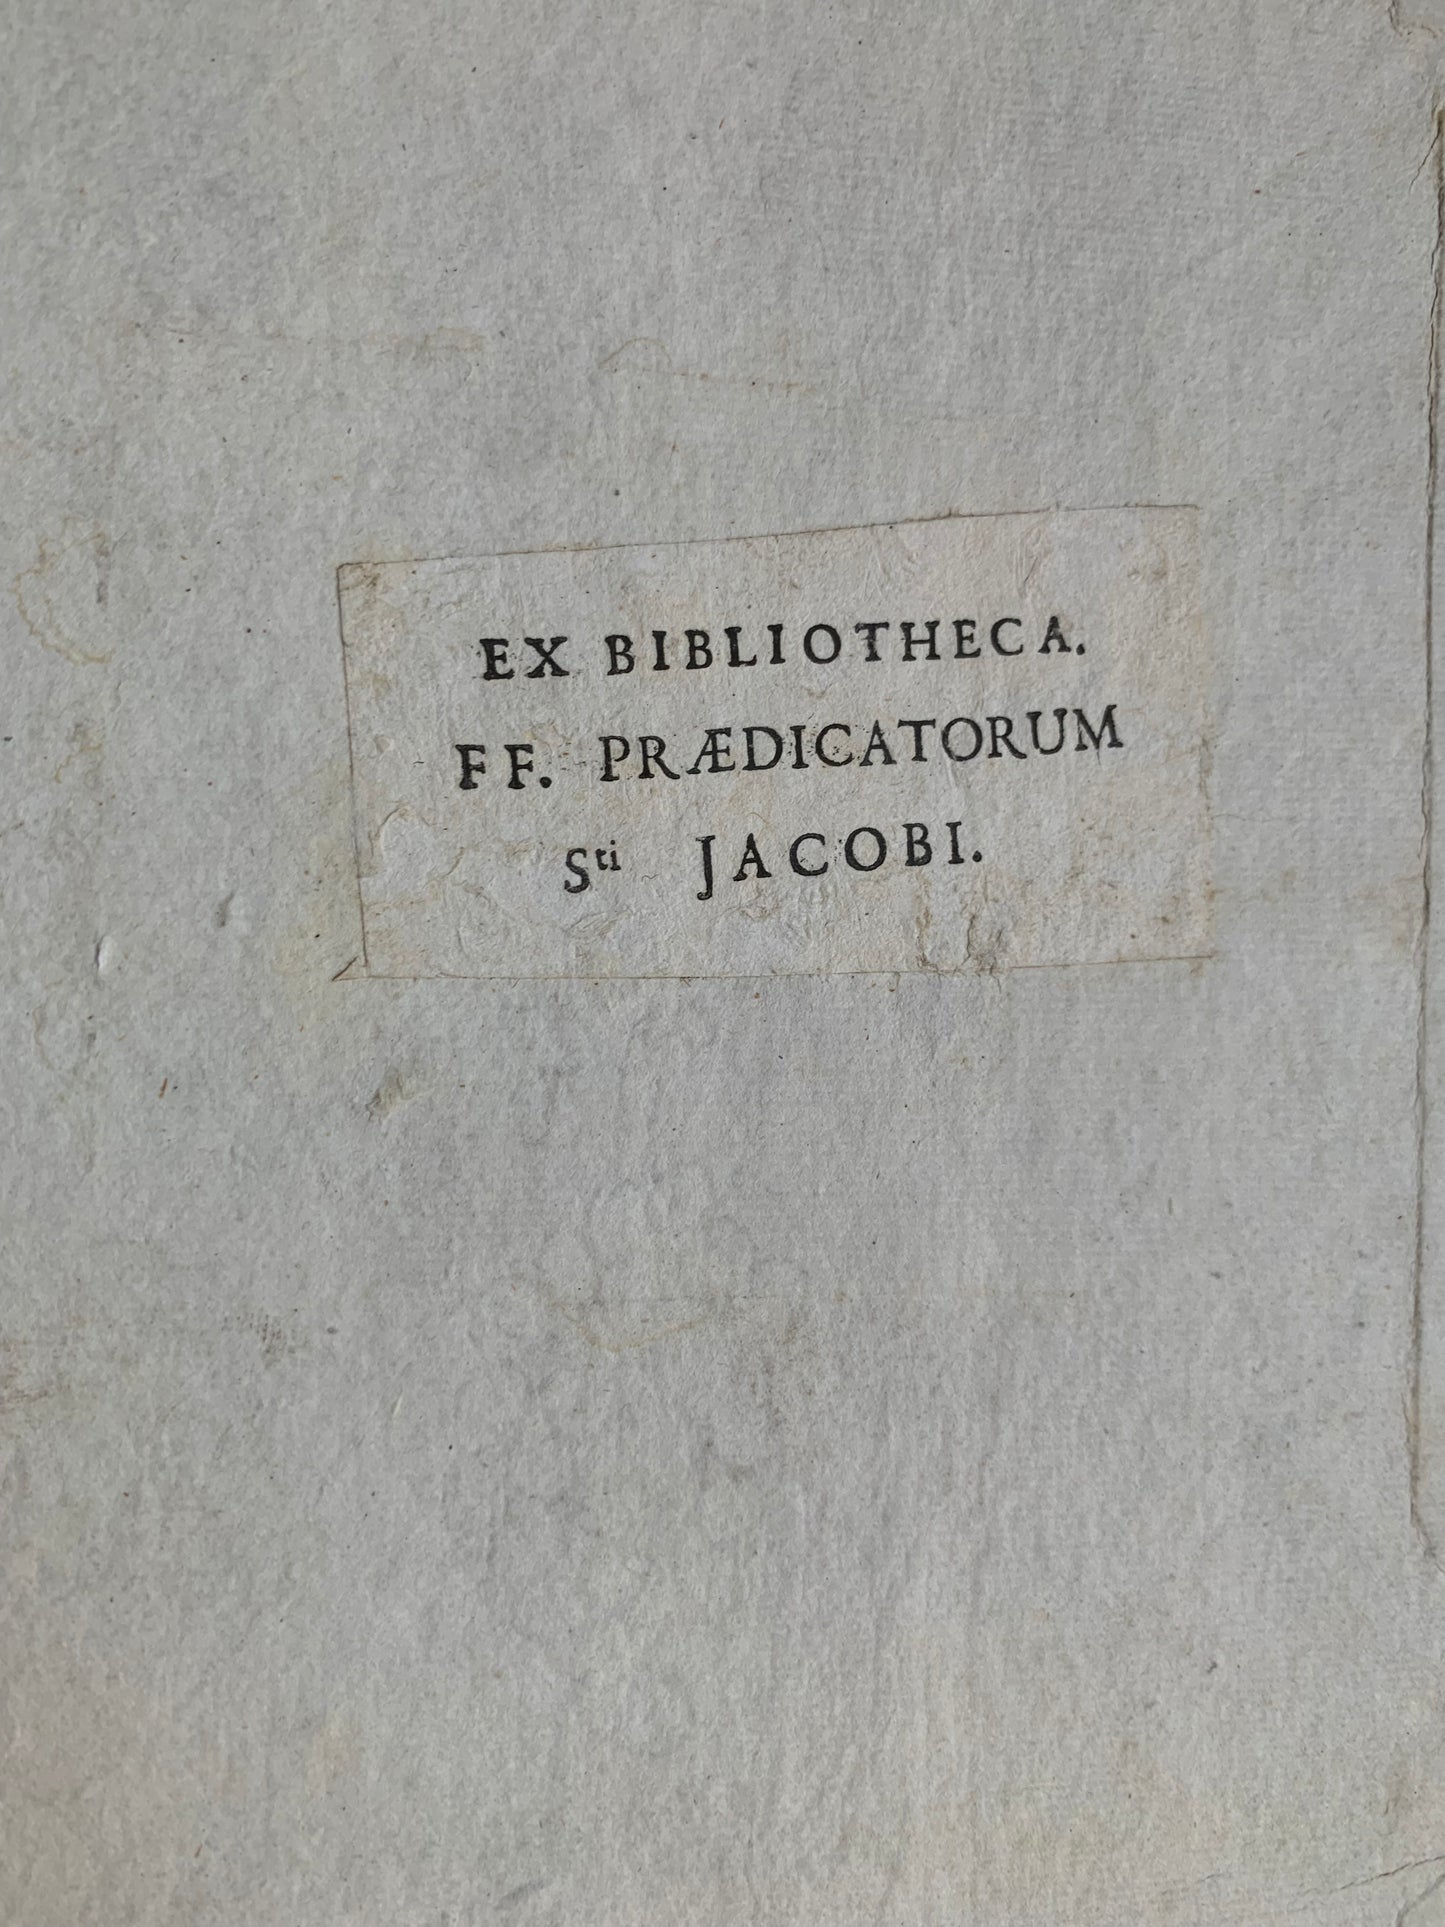 EX BIBLIOTHECA.
FF. PRÆDICATORUM
Sti JACOBI.